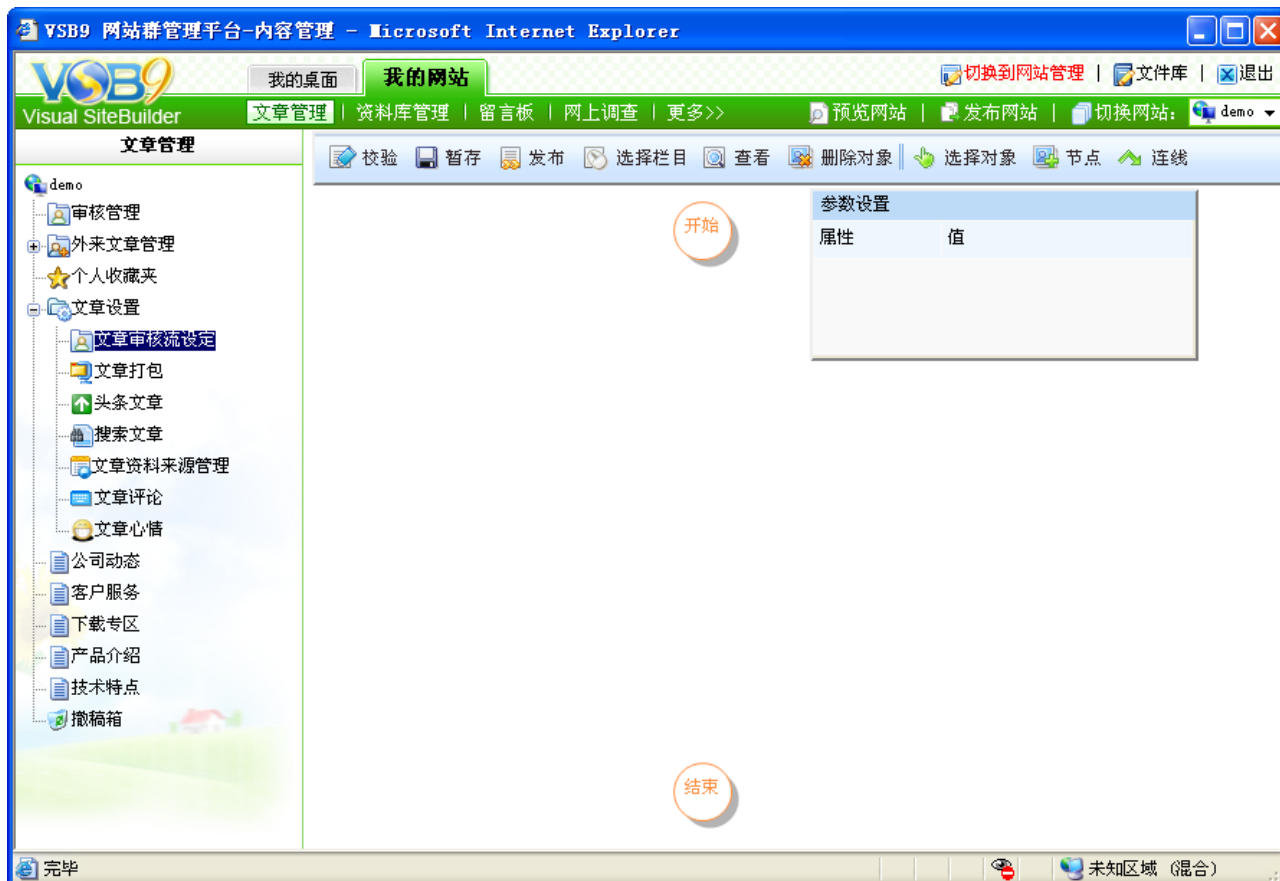 VSB9 网站群管理平台-内容管理 - Microsoft Internet Explorer
VSB9
Visual SiteBuilder
我的桌面 我的网站
切换到网站管理 | 文件库 | 退出
文章管理 | 资料库管理 | 留言板 | 网上调查 | 更多>> 预览网站 | 发布网站 | 切换网站: demo
文章管理
校验 暂存 发布 选择栏目 查看 删除对象 选择对象 节点 连线
demo
审核管理
外来文章管理
个人收藏夹
文章设置
文章审核流设定
文章打包
头条文章
搜索文章
文章资料来源管理
文章评论
文章心情
公司动态
客户服务
下载专区
产品介绍
技术特点
撤稿箱
开始
参数设置
属性 值
结束
完毕 未知区域 (混合)